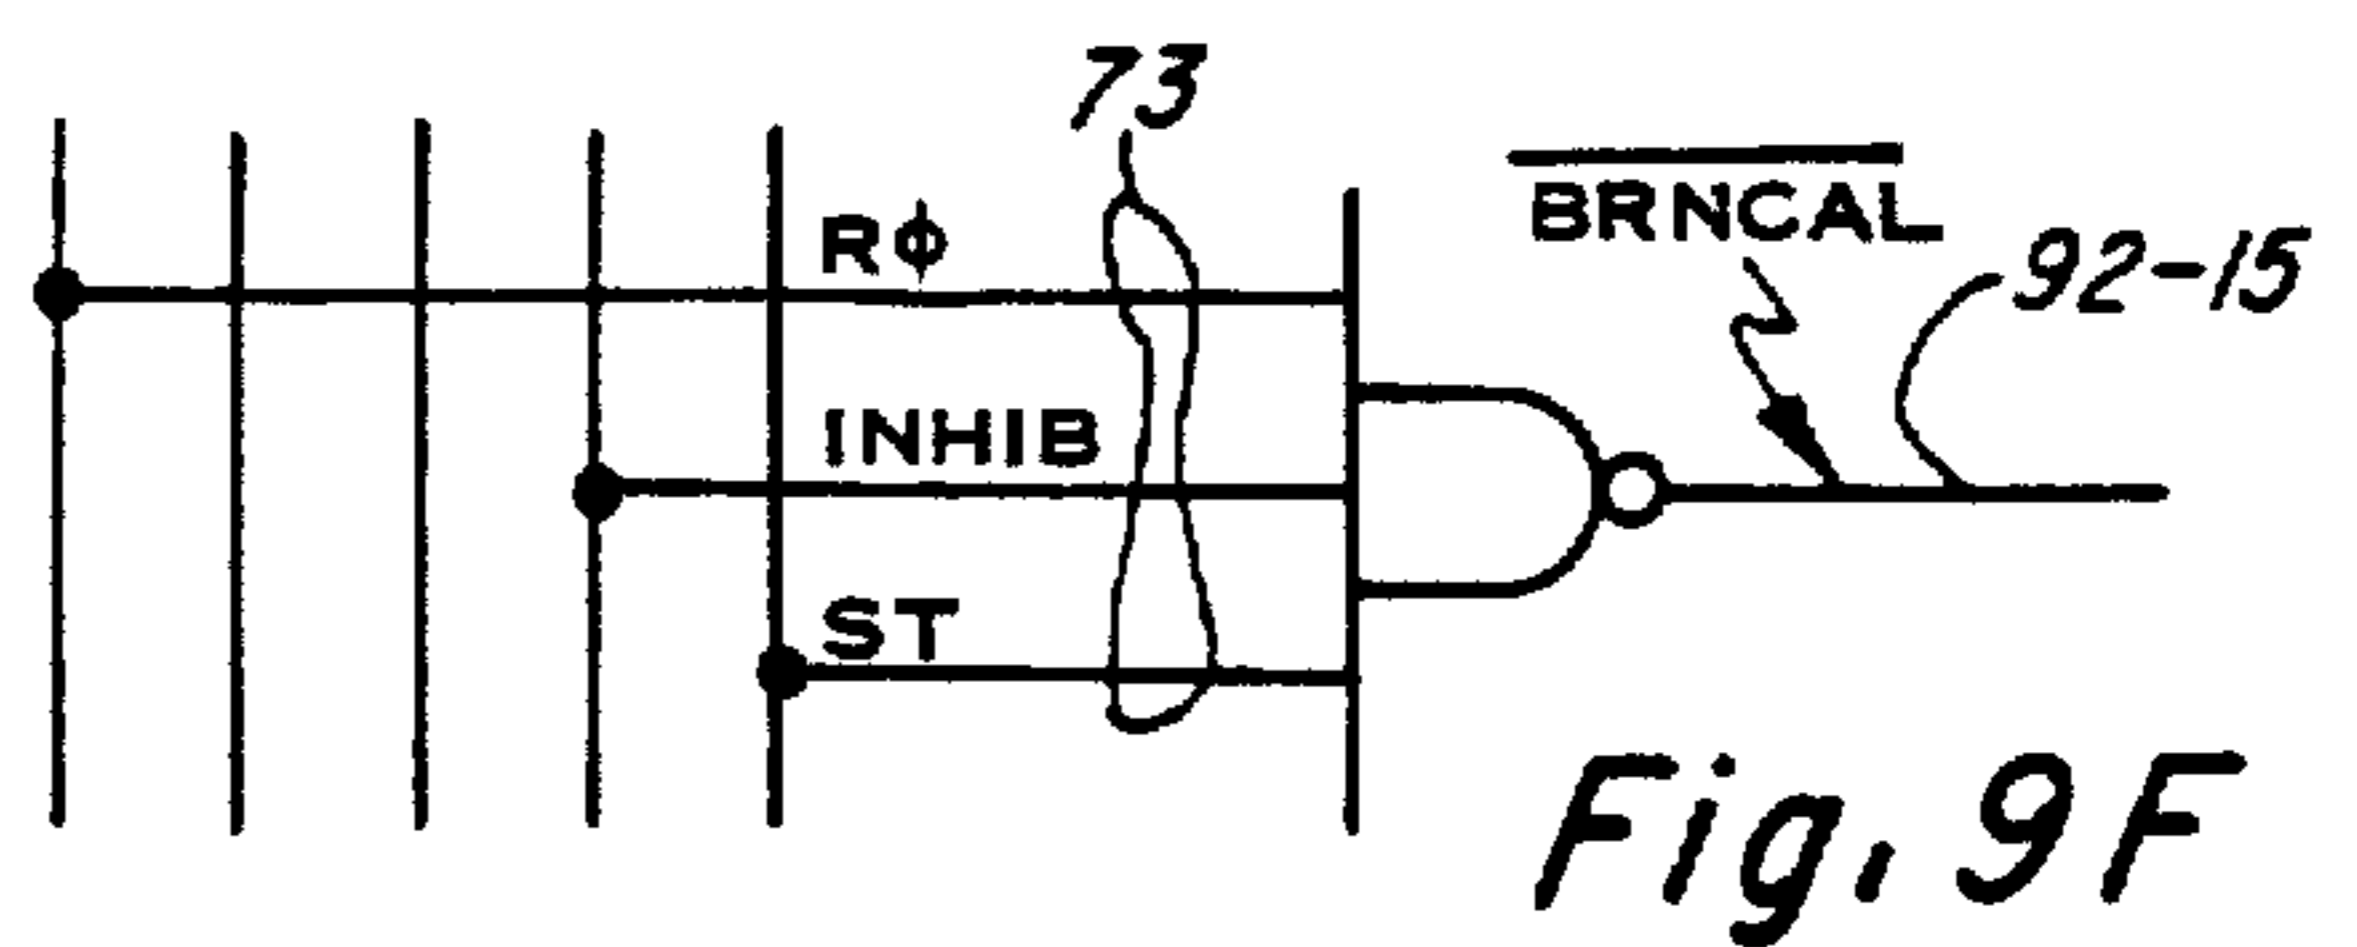 73
BRNCAL
Rϕ
92-15
INHIB
ST
Fig. 9F